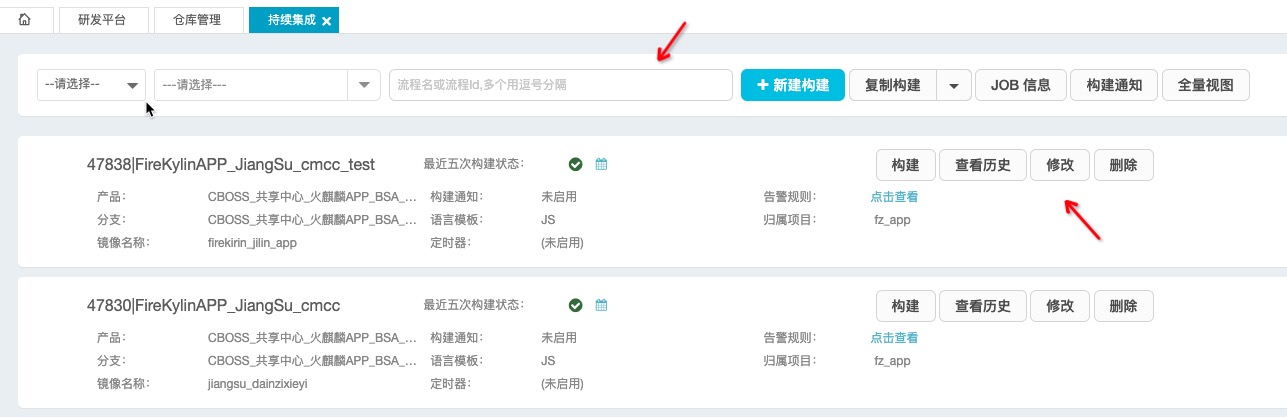 研发平台 仓库管理 持续集成
--请选择-- ---请选择--- 流程名或流程Id,多个用逗号分隔 新建构建 复制构建 JOB 信息 构建通知 全量视图
47838|FireKylinAPP_JiangSu_cmcc_test 最近五次构建状态： 构建 查看历史 修改 删除
产品： CBOSS_共享中心_火麒麟APP_BSA_... 构建通知： 未启用 告警规则： 点击查看
分支： CBOSS_共享中心_火麒麟APP_BSA_... 语言模板： JS 归属项目： fz_app
镜像名称： firekirin_jilin_app 定时器： (未启用)
47830|FireKylinAPP_JiangSu_cmcc 最近五次构建状态： 构建 查看历史 修改 删除
产品： CBOSS_共享中心_火麒麟APP_BSA_... 构建通知： 未启用 告警规则： 点击查看
分支： CBOSS_共享中心_火麒麟APP_BSA_... 语言模板： JS 归属项目： fz_app
镜像名称： jiangsu_dainzixieyi 定时器： (未启用)